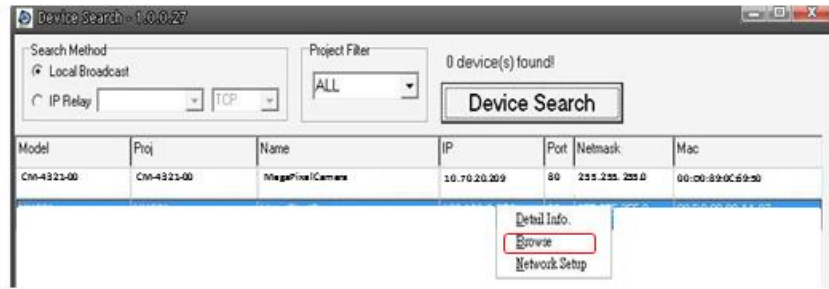 Device Search - 1.0.0.27
Search Method
Local Broadcast
IP Relay
TCP
Project Filter
ALL
0 device(s) found!
Device Search
Model Proj Name IP Port Netmask Mac
CM-4321-00 CM-4321-00 MegaPixelCamera 10.70.20.209 80 255.255.255.0 00:00:89:0C:69:50
Detail Info.
Browse
Network Setup